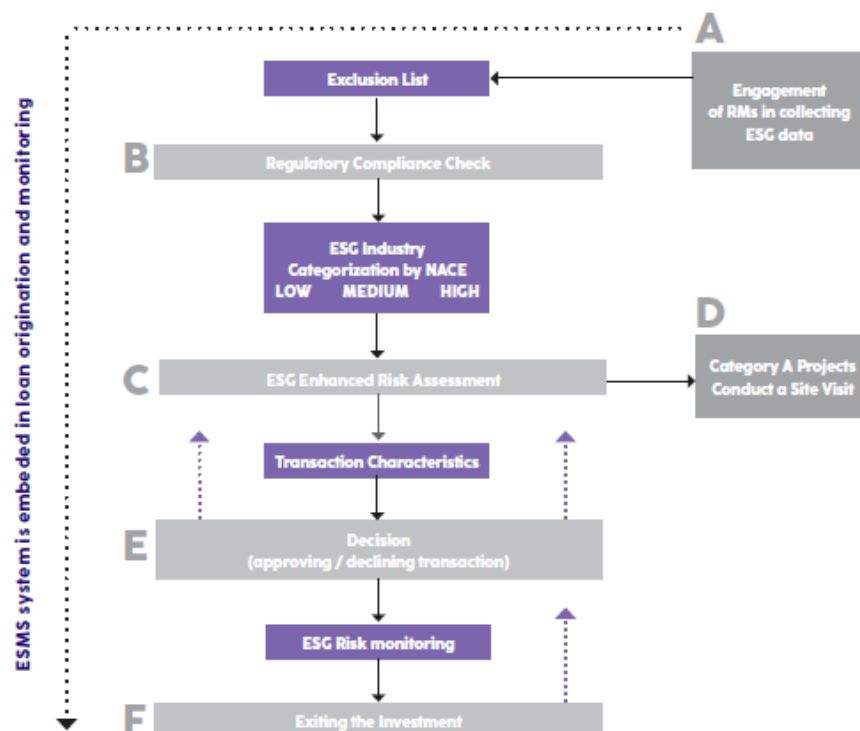 A
Exclusion List
Engagement
of RMs in collecting
ESG data
B
Regulatory Compliance Check
ESG Industry
Categorization by NACE
LOW MEDIUM HIGH
D
C
ESG Enhanced Risk Assessment
Category A Projects
Conduct a Site Visit
Transaction Characteristics
E
Decision
(approving / declining transaction)
ESG Risk monitoring
F
Exiting the Investment
ESMS system is embeded in loan origination and monitoring